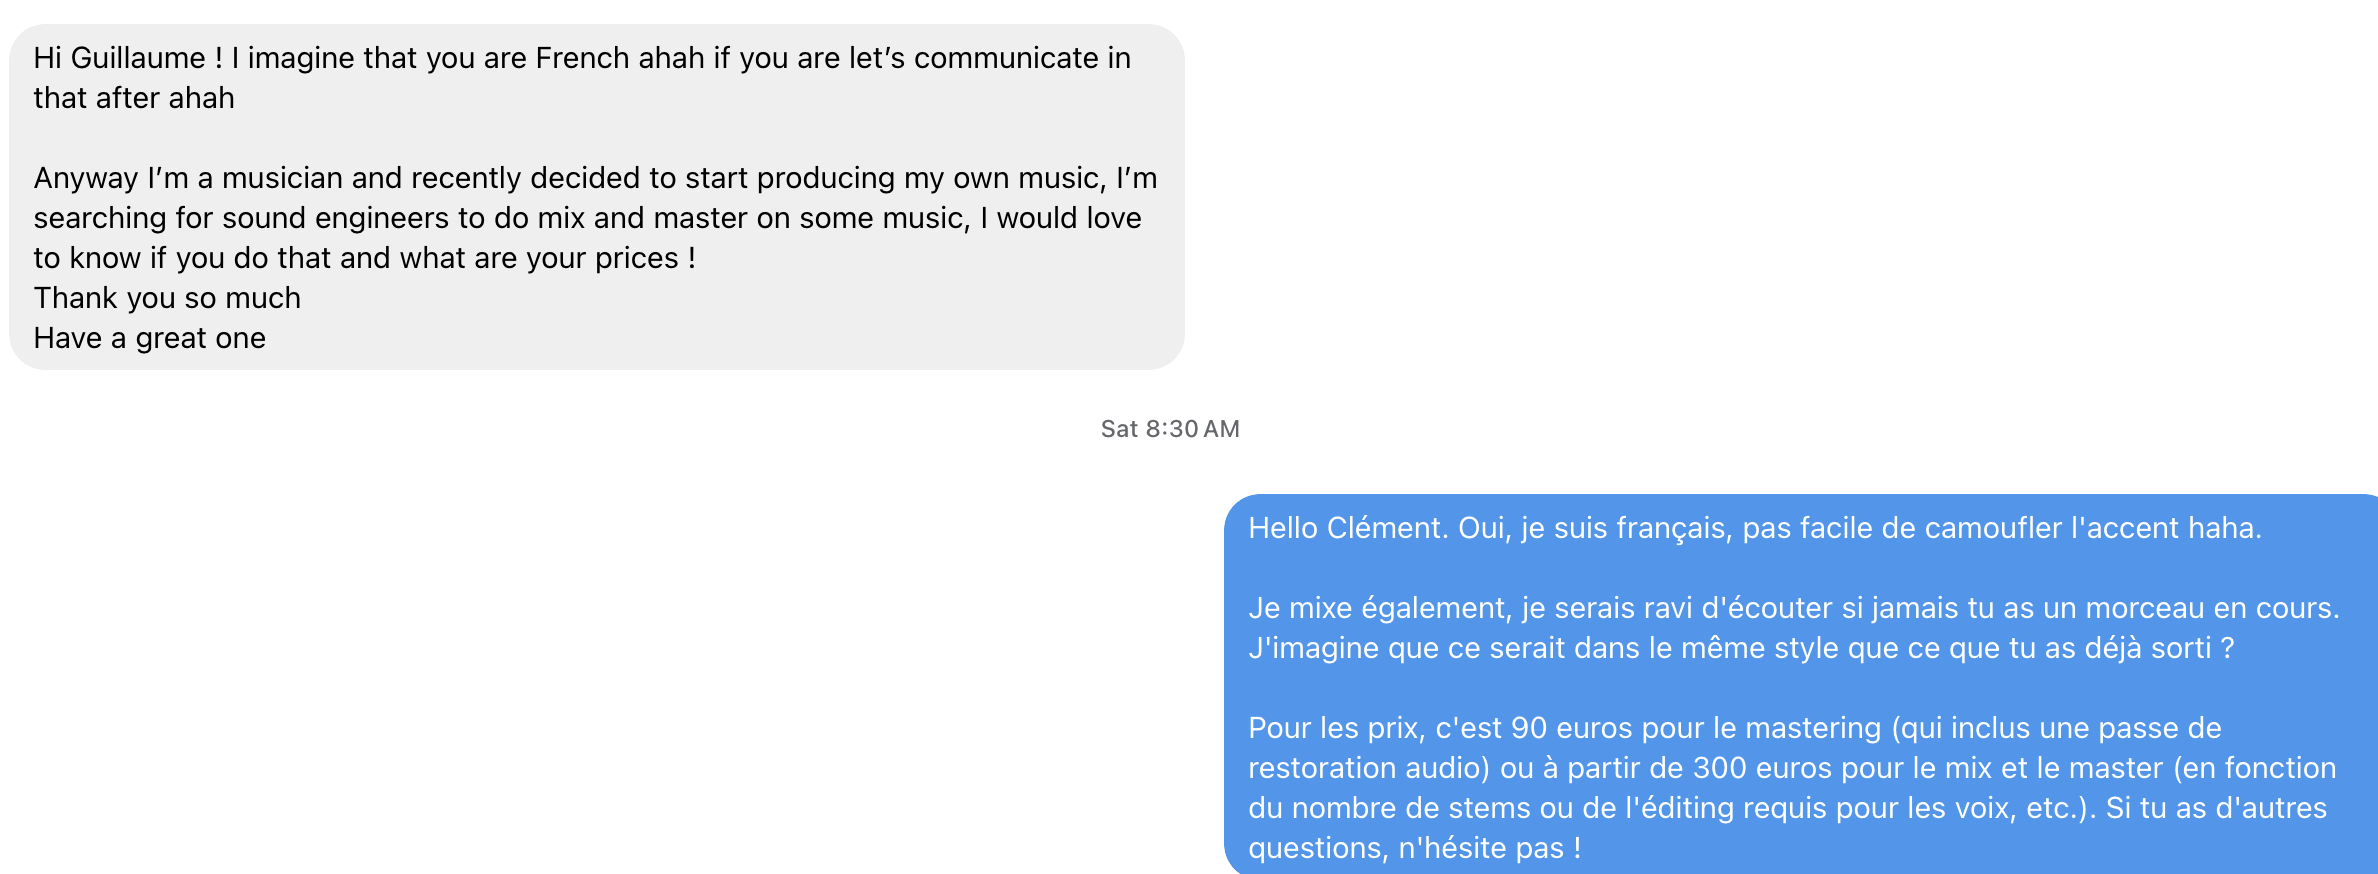 Hi Guillaume ! I imagine that you are French ahah if you are let’s communicate in
that after ahah
Anyway I’m a musician and recently decided to start producing my own music, I’m
searching for sound engineers to do mix and master on some music, I would love
to know if you do that and what are your prices !
Thank you so much
Have a great one
Sat 8:30 AM
Hello Clément. Oui, je suis français, pas facile de camoufler l'accent haha.
Je mixe également, je serais ravi d'écouter si jamais tu as un morceau en cours.
J'imagine que ce serait dans le même style que ce que tu as déjà sorti ?
Pour les prix, c'est 90 euros pour le mastering (qui inclus une passe de
restoration audio) ou à partir de 300 euros pour le mix et le master (en fonction
du nombre de stems ou de l'éditing requis pour les voix, etc.). Si tu as d'autres
questions, n'hésite pas !